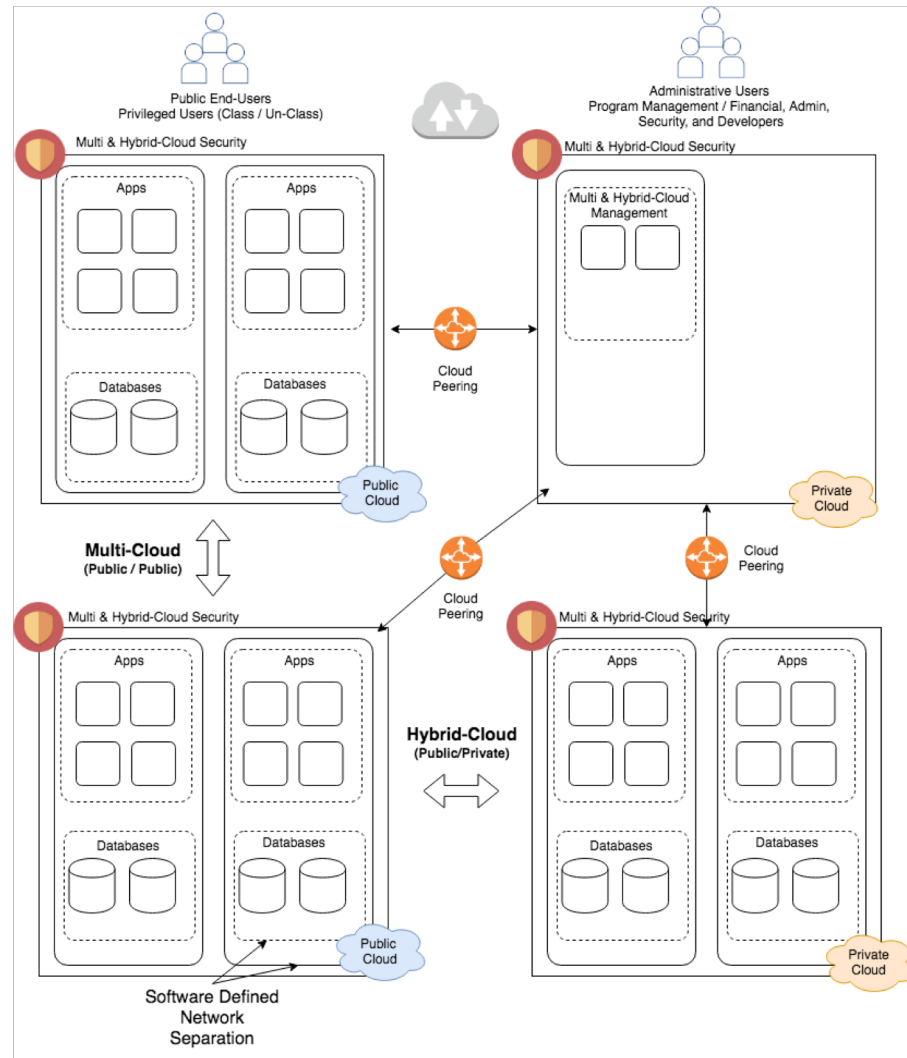 Public End-Users
Privileged Users (Class / Un-Class)
Administrative Users
Program Management / Financial, Admin,
Security, and Developers
Multi & Hybrid-Cloud Security
Apps
Apps
Databases
Databases
Public
Cloud
Cloud
Peering
Multi & Hybrid-Cloud Security
Multi & Hybrid-Cloud
Management
Private
Cloud
Multi-Cloud
(Public / Public)
Cloud
Peering
Cloud
Peering
Multi & Hybrid-Cloud Security
Apps
Apps
Databases
Databases
Public
Cloud
Software Defined
Network
Separation
Hybrid-Cloud
(Public/Private)
Multi & Hybrid-Cloud Security
Apps
Apps
Databases
Databases
Private
Cloud